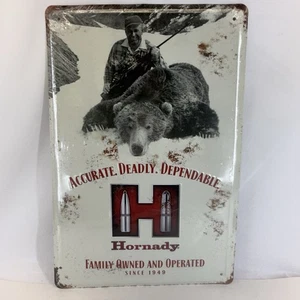 ACCURATE. DEADLY. DEPENDABLE.
H
Hornady
FAMILY OWNED AND OPERATED
SINCE 1949